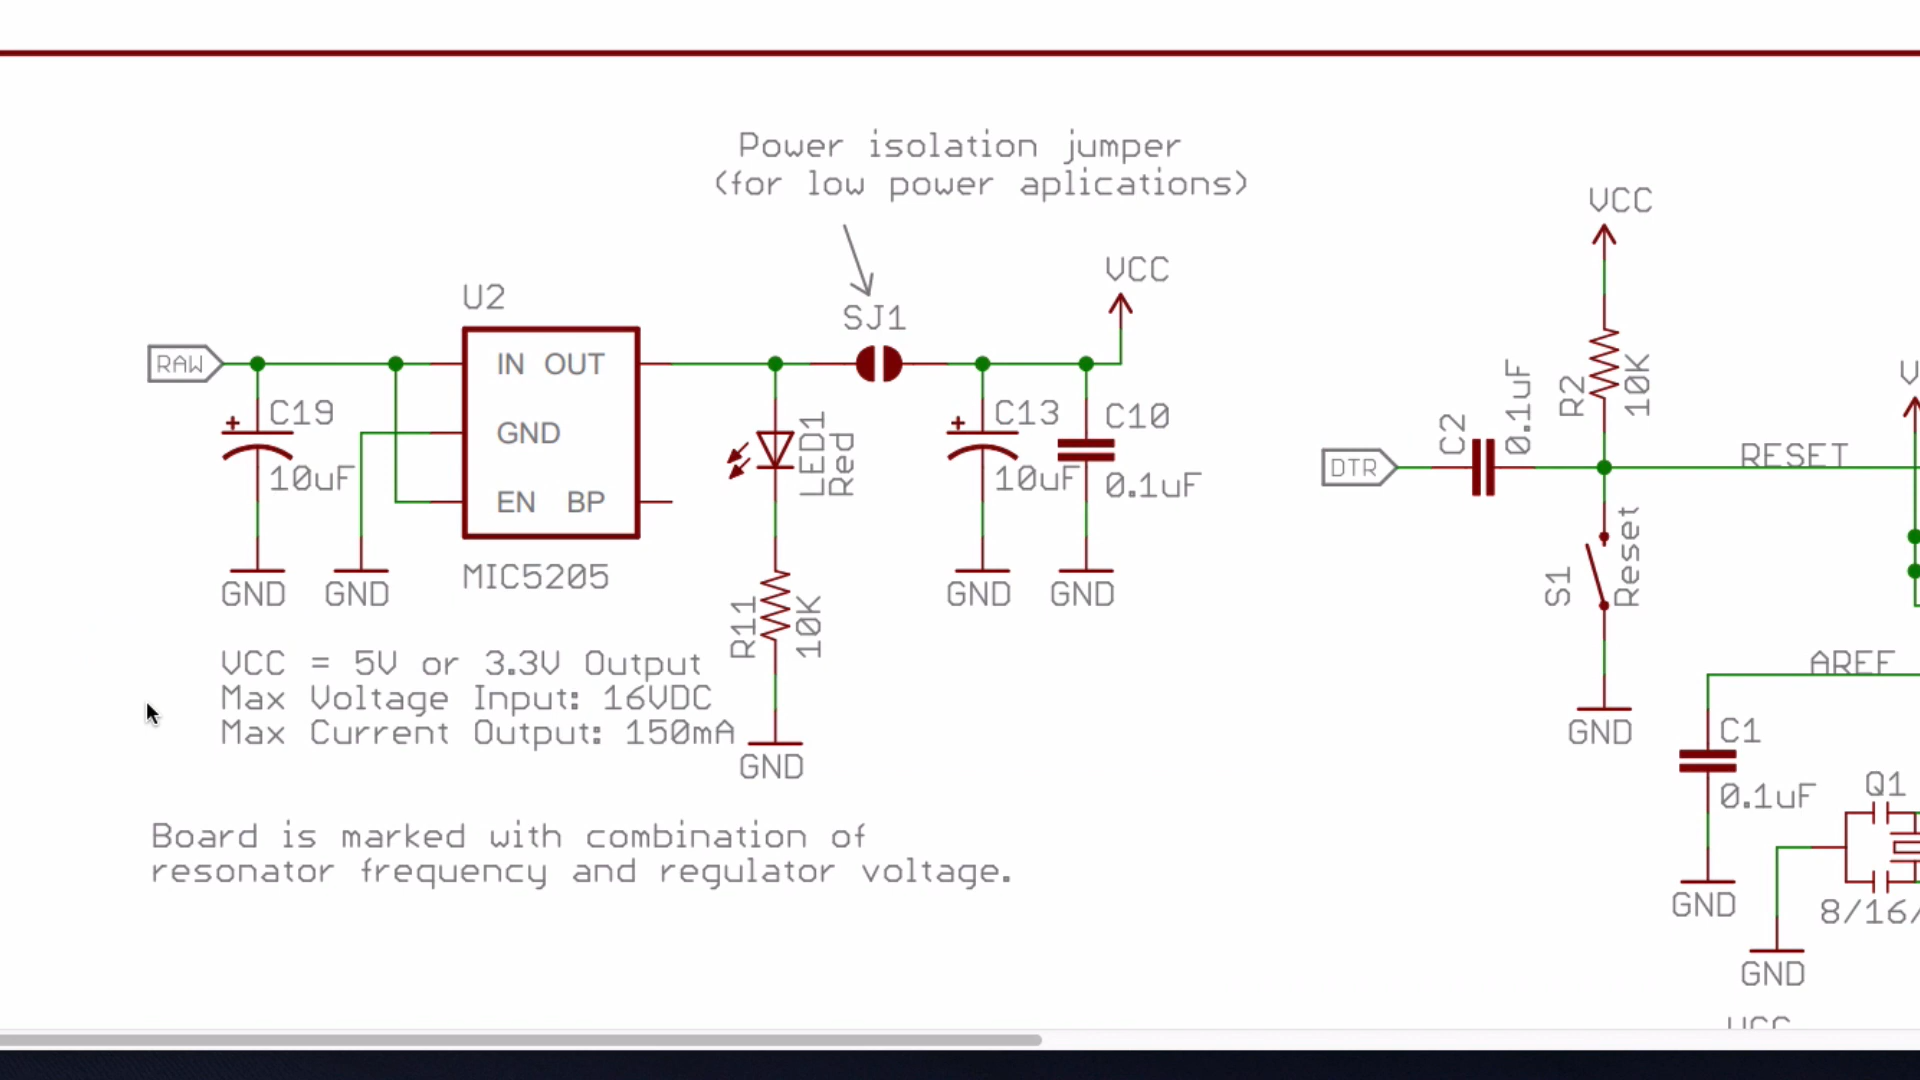 Power isolation jumper
(for low power aplications)
VCC
VCC
U2
SJ1
RAW
IN OUT
GND
EN BP
C19
10uF
LED1
Red
C13
10uF
C10
0.1uF
C2
0.1uF
R2
10K
DTR
RESET
GND
GND
MIC5205
GND
GND
S1
Reset
R11
10K
VCC = 5V or 3.3V Output
Max Voltage Input: 16VDC
Max Current Output: 150mA
GND
GND
AREF
C1
0.1uF
Q1
Board is marked with combination of
resonator frequency and regulator voltage.
GND
8/16/
GND
VCC